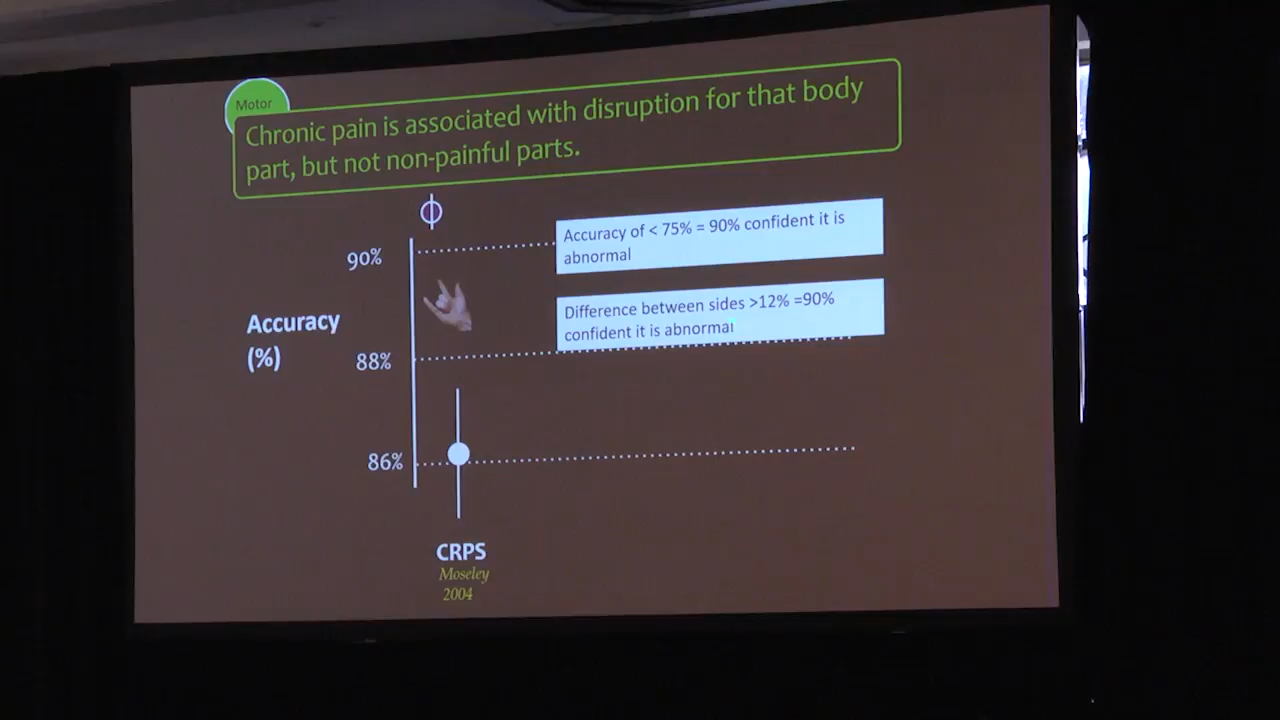 Motor
Chronic pain is associated with disruption for that body
part, but not non-painful parts.
90%
Accuracy of < 75% = 90% confident it is
abnormal
Difference between sides >12% =90%
confident it is abnormal
Accuracy
(%)
88%
86%
CRPS
Moseley
2004